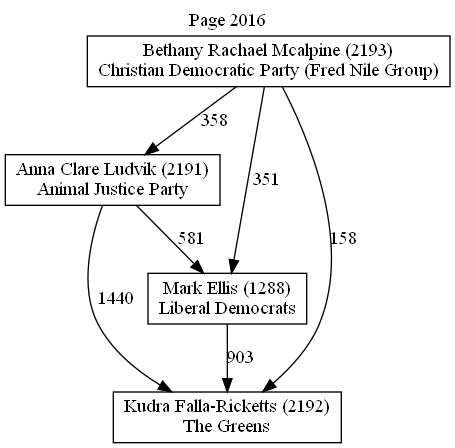 Page 2016
Bethany Rachael Mcalpine (2193)
Christian Democratic Party (Fred Nile Group)
358
351
158
Anna Clare Ludvik (2191)
Animal Justice Party
581
1440
Mark Ellis (1288)
Liberal Democrats
903
Kudra Falla-Ricketts (2192)
The Greens